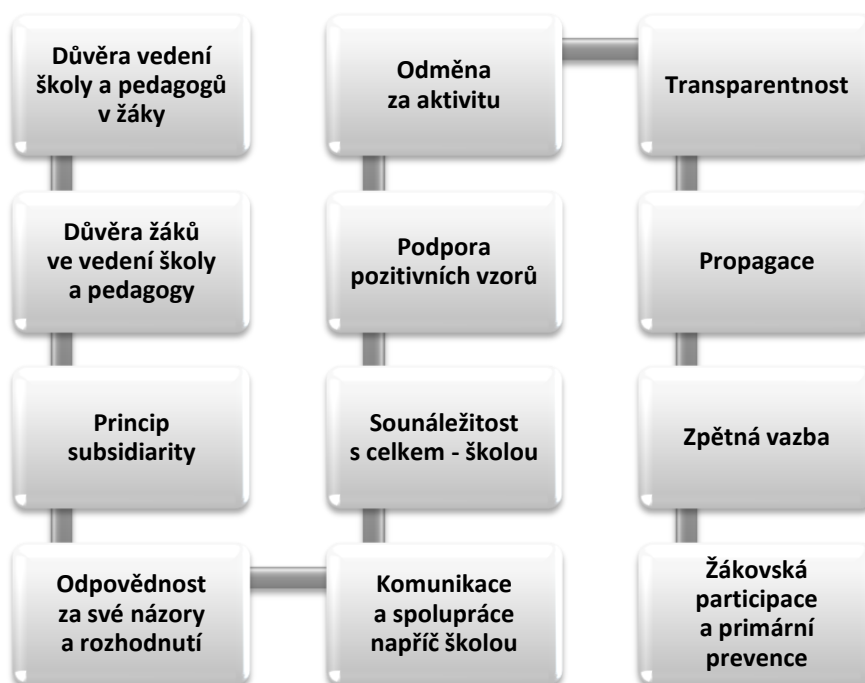 Důvěra vedení
školy a pedagogů
v žáky
Důvěra žáků
ve vedení školy
a pedagogy
Princip
subsidiarity
Odpovědnost
za své názory
a rozhodnutí
Komunikace
a spolupráce
napříč školou
Sounáležitost
s celkem - školou
Podpora
pozitivních vzorů
Odměna
za aktivitu
Transparentnost
Propagace
Zpětná vazba
Žákovská
participace
a primární
prevence